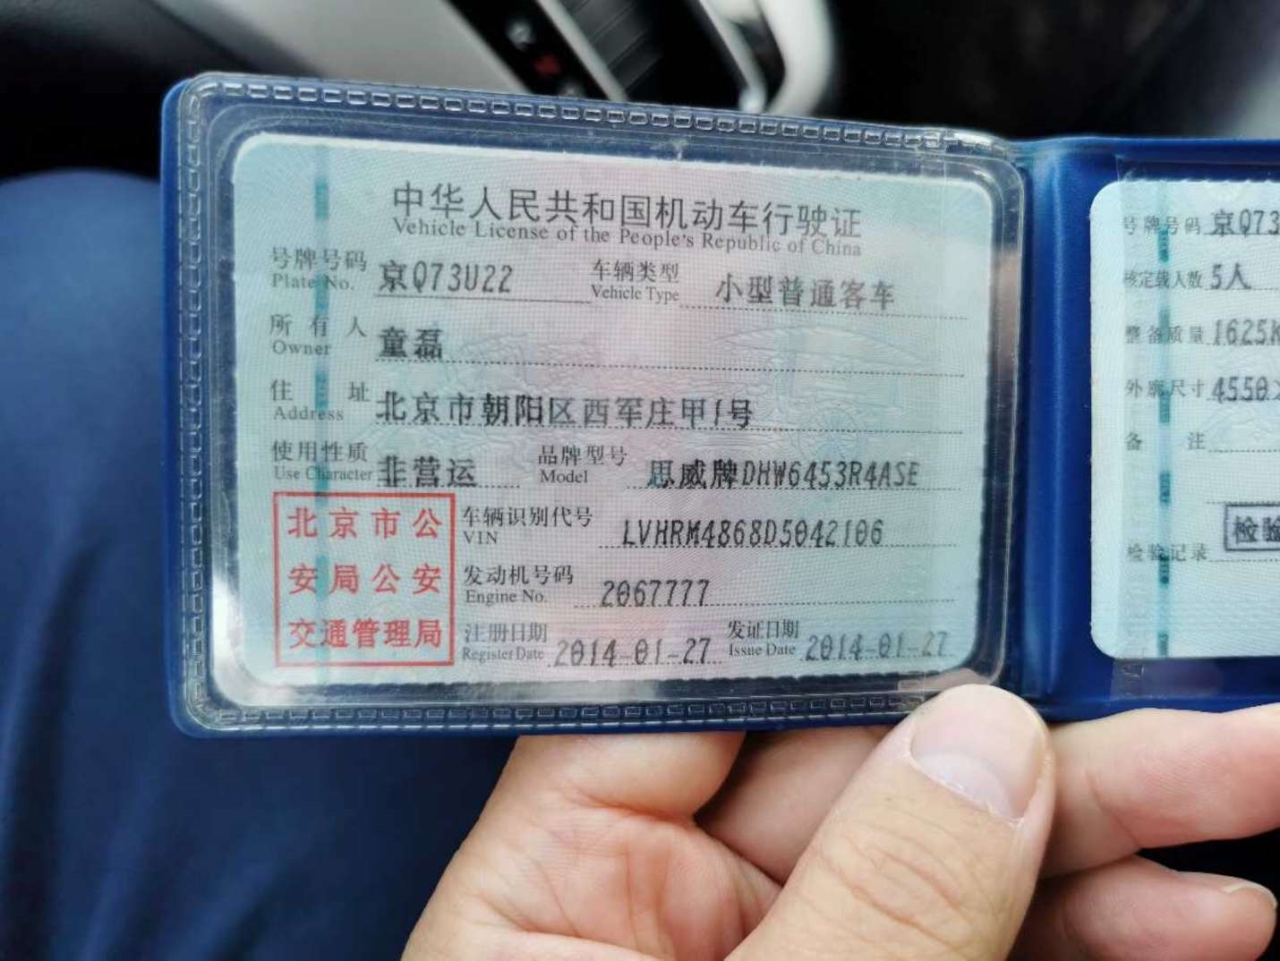 中华人民共和国机动车行驶证
Vehicle License of the People's Republic of China
号牌号码 京Q73U22 车辆类型 小型普通客车
Plate No. Vehicle Type
所有人 童磊
Owner
住址 北京市朝阳区西军庄甲1号
Address
使用性质 非营运 品牌型号 思威牌DHW6453R4ASE
Use Character Model
北京市公
安局公安
交通管理局
车辆识别代号 LVHRM4868D5042106
VIN
发动机号码 2067777
Engine No.
注册日期 2014-01-27 发证日期 2014-01-27
Register Date Issue Date
号牌号码 京Q73
核定载人数 5人
整备质量 1625K
外廓尺寸 4550X
备注
检验
检验记录